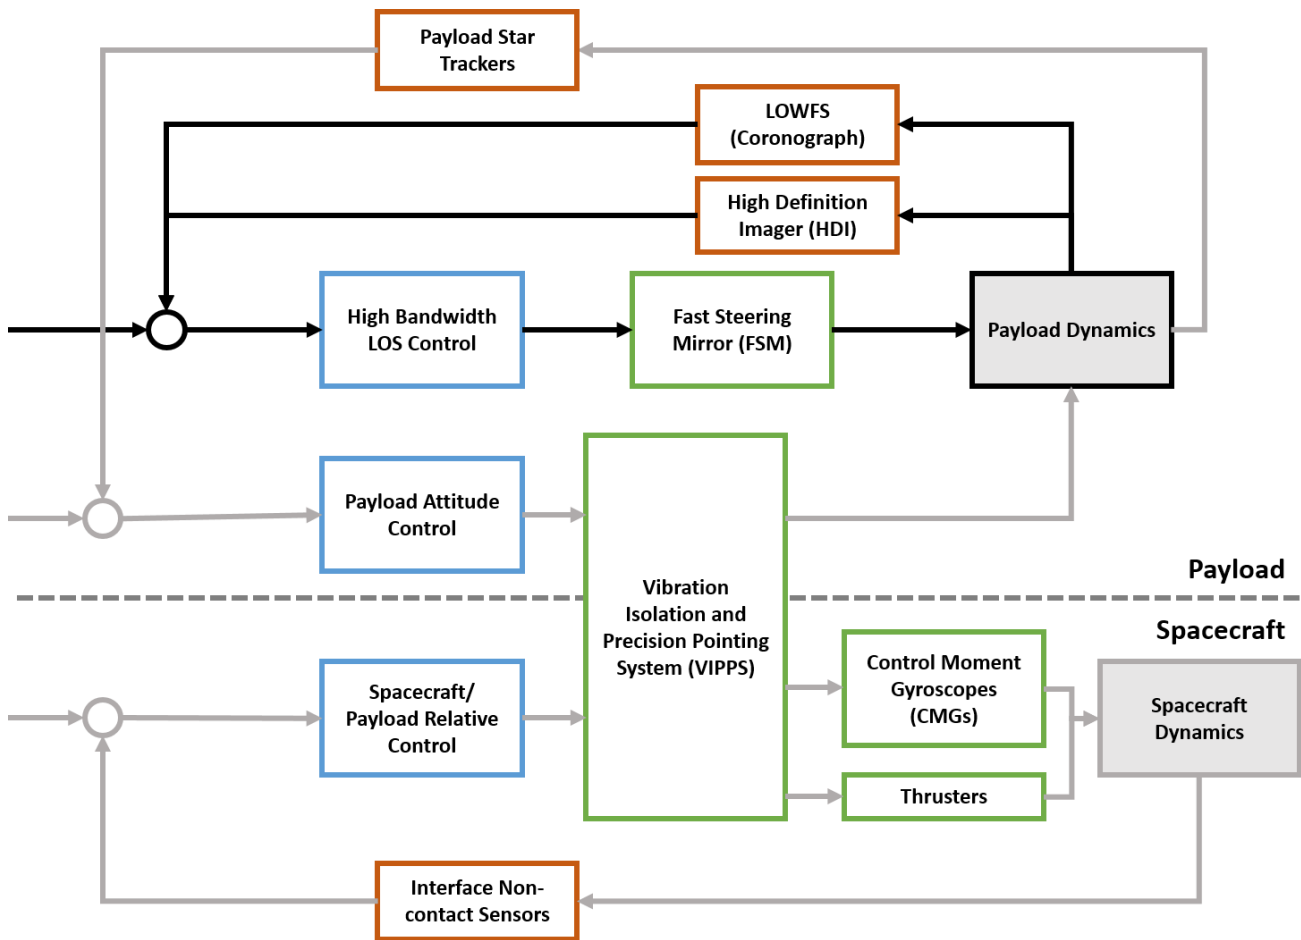 Payload Star
Trackers
LOWFS
(Coronograph)
High Definition
Imager (HDI)
High Bandwidth
LOS Control
Fast Steering
Mirror (FSM)
Payload Dynamics
Payload Attitude
Control
Vibration
Isolation and
Precision Pointing
System (VIPPS)
Payload
Spacecraft
Spacecraft/
Payload Relative
Control
Control Moment
Gyroscopes
(CMGs)
Spacecraft
Dynamics
Thrusters
Interface Non-
contact Sensors